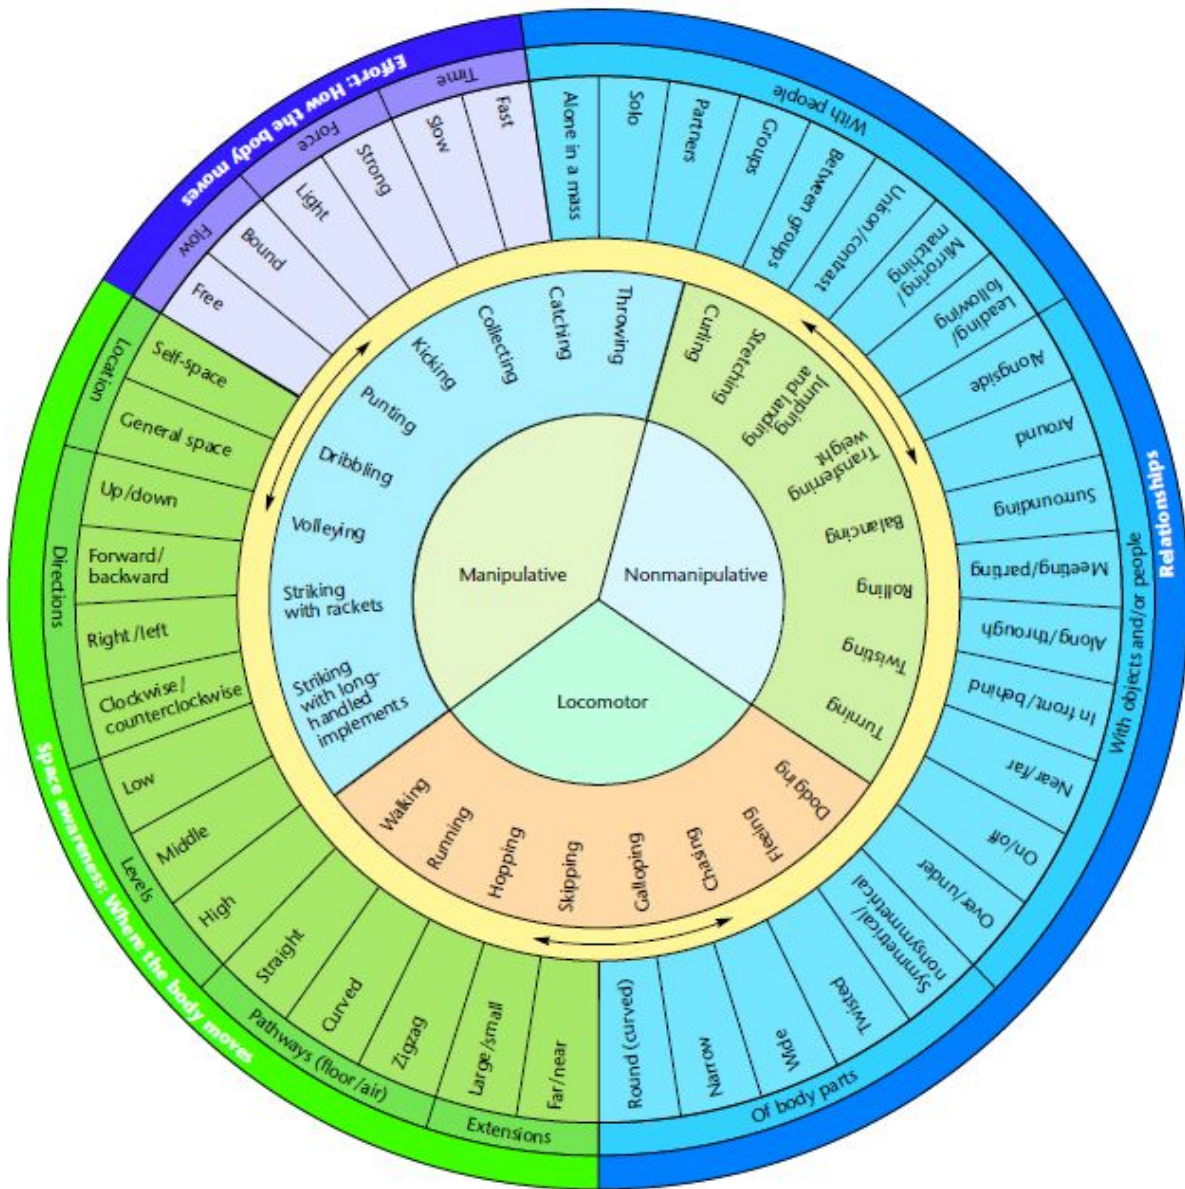 Effort: How the body moves
Time
Fast
Slow
Force
Strong
Light
Flow
Bound
Free
Relationships
With people
Alone in a mass
Solo
Partners
Groups
Between groups
Unison/contrast
Mirroring/
matching
Leading/
following
With objects and/or people
Alongside
Around
Surrounding
Meeting/parting
Along/through
In front/behind
Near/far
On/off
Over/under
Of body parts
Symmetrical/
nonsymmetrical
Twisted
Wide
Narrow
Round (curved)
Space awareness: Where the body moves
Location
Self-space
General space
Directions
Up/down
Forward/
backward
Right/left
Clockwise/
counterclockwise
Levels
Low
Middle
High
Pathways (floor/air)
Straight
Curved
Zigzag
Extensions
Large/small
Far/near
Manipulative
Throwing
Catching
Collecting
Kicking
Punting
Dribbling
Volleying
Striking
with rackets
Striking
with long-
handled
implements
Nonmanipulative
Curling
Stretching
Jumping
and landing
Transferring
weight
Balancing
Rolling
Twisting
Turning
Locomotor
Walking
Running
Hopping
Skipping
Galloping
Chasing
Fleeing
Dodging